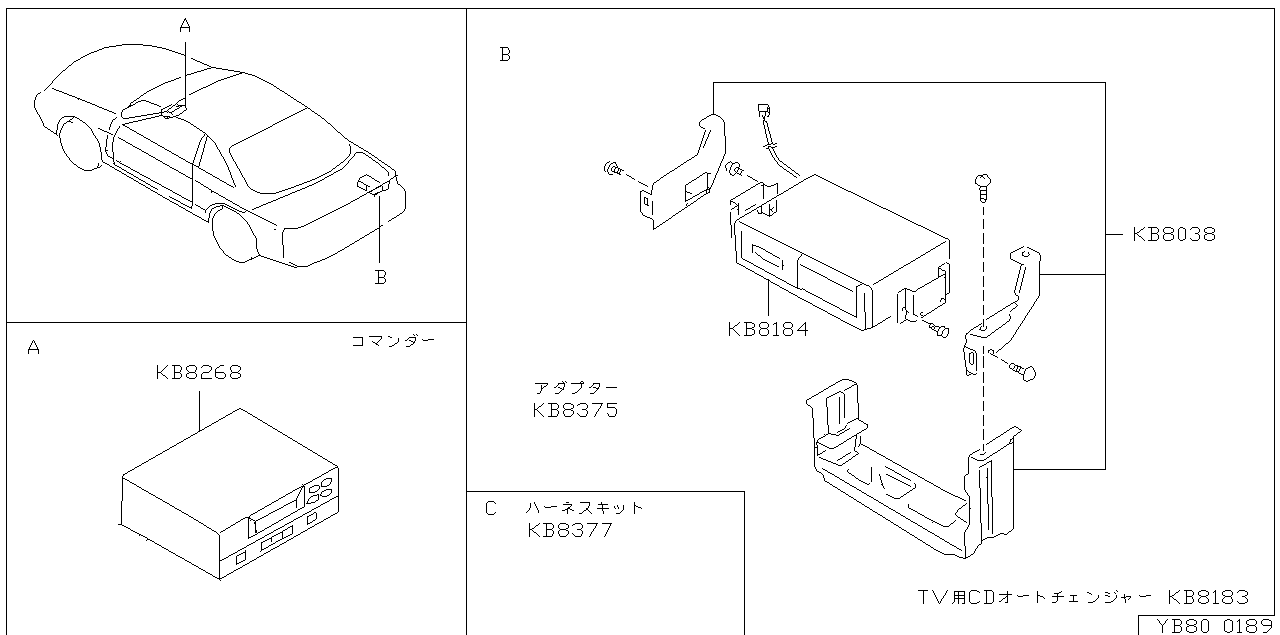 A
B
A
コマンダー
KB8268
B
KB8038
KB8184
アダプター
KB8375
C ハーネスキット
KB8377
TV用CDオートチェンジャー KB8183
YB80 0189